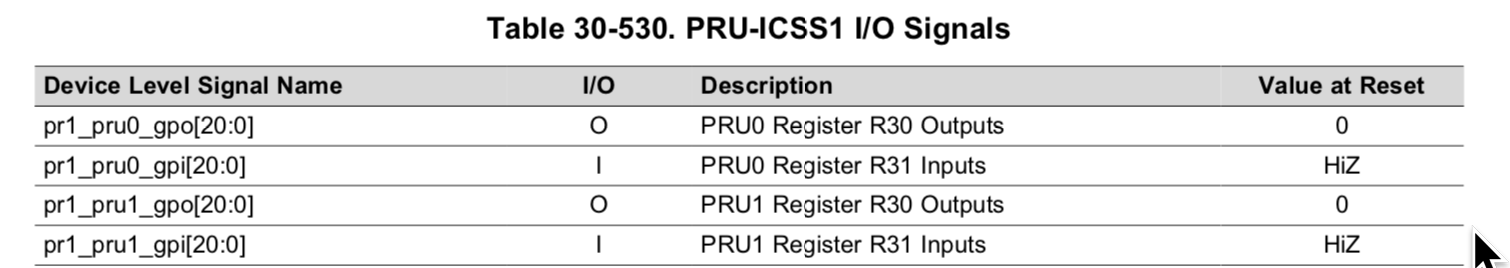 Table 30-530. PRU-ICSS1 I/O Signals
Device Level Signal Name I/O Description Value at Reset
pr1_pru0_gpo[20:0] O PRU0 Register R30 Outputs 0
pr1_pru0_gpi[20:0] I PRU0 Register R31 Inputs HiZ
pr1_pru1_gpo[20:0] O PRU1 Register R30 Outputs 0
pr1_pru1_gpi[20:0] I PRU1 Register R31 Inputs HiZ